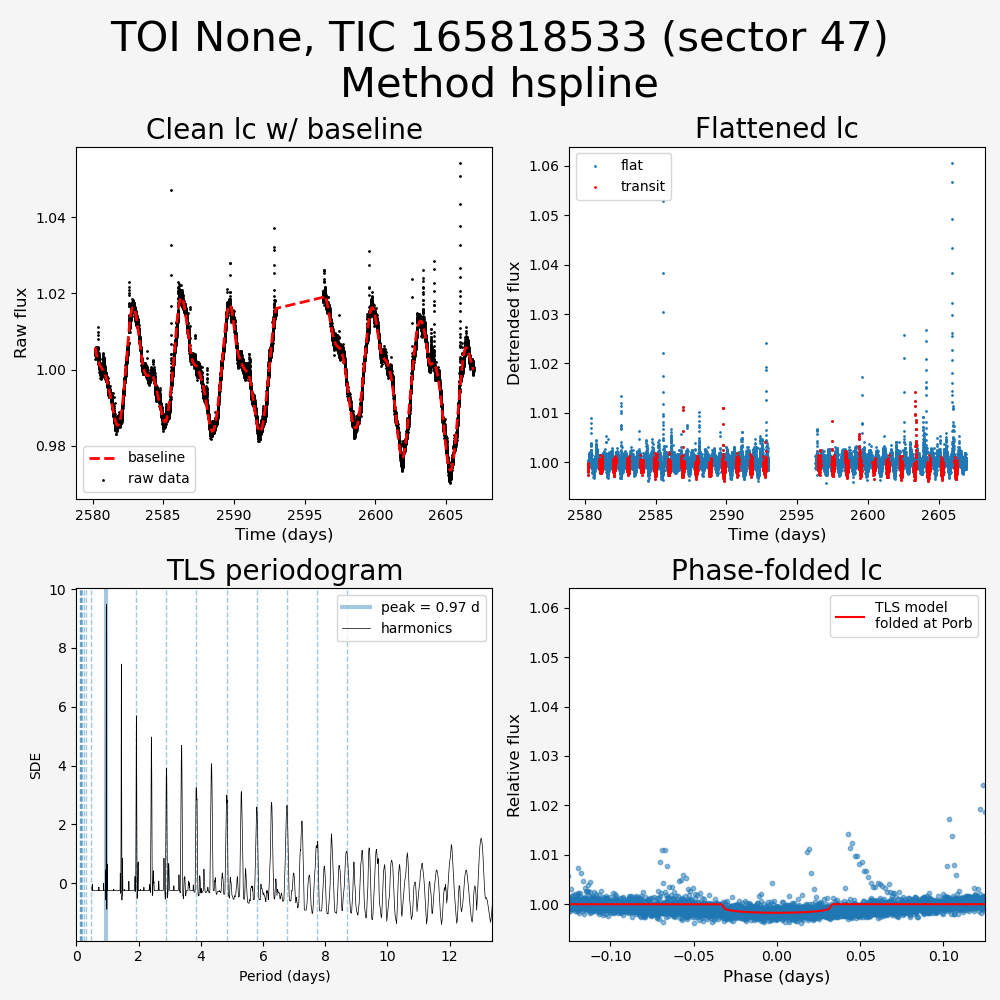 TOI None, TIC 165818533 (sector 47)
Method hspline
Clean lc w/ baseline
Raw flux
1.04
1.02
1.00
0.98
baseline
raw data
2580
2585
2590
2595
2600
2605
Time (days)
Flattened lc
Detrended flux
1.06
1.05
1.04
1.03
1.02
1.01
1.00
flat
transit
2580
2585
2590
2595
2600
2605
Time (days)
TLS periodogram
SDE
10
8
6
4
2
0
peak = 0.97 d
harmonics
0
2
4
6
8
10
12
Period (days)
Phase-folded lc
Relative flux
1.06
1.05
1.04
1.03
1.02
1.01
1.00
TLS model
folded at Porb
−0.10
−0.05
0.00
0.05
0.10
Phase (days)